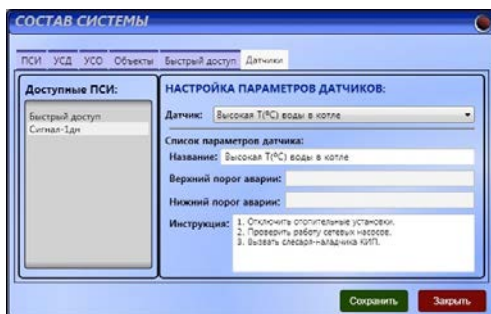 СОСТАВ СИСТЕМЫ
ПСИ УСД УСО Объекты Быстрый доступ Датчики
Доступные ПСИ:
Быстрый доступ
Сигнал-1дн
НАСТРОЙКА ПАРАМЕТРОВ ДАТЧИКОВ:
Датчик: Высокая T(ºC) воды в котле
Список параметров датчика:
Название: Высокая T(ºC) воды в котле
Верхний порог аварии:
Нижний порог аварии:
Инструкция: 1. Отключить отопительные установки.
2. Проверить работу сетевых насосов.
3. Вызвать слесаря-наладчика КИП.
Сохранить Закрыть